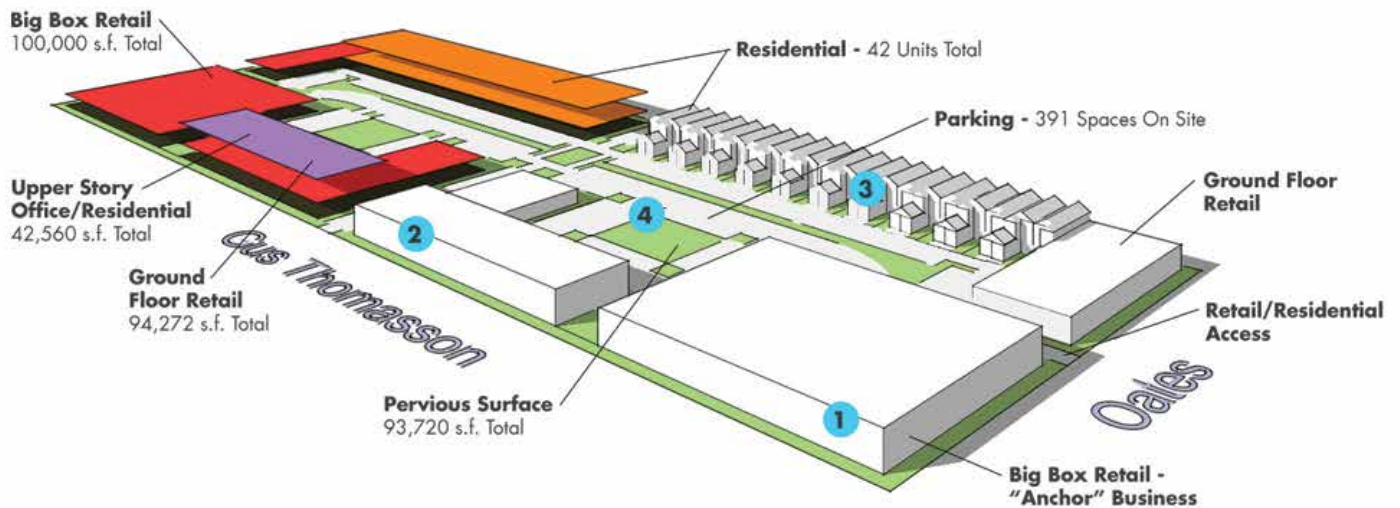 Big Box Retail
100,000 s.f. Total
Residential - 42 Units Total
Parking - 391 Spaces On Site
Ground Floor
Retail
Upper Story
Office/Residential
42,560 s.f. Total
Ground
Floor Retail
94,272 s.f. Total
Gus Thomasson
Pervious Surface
93,720 s.f. Total
Retail/Residential
Access
Oates
Big Box Retail -
“Anchor” Business
1
2
3
4